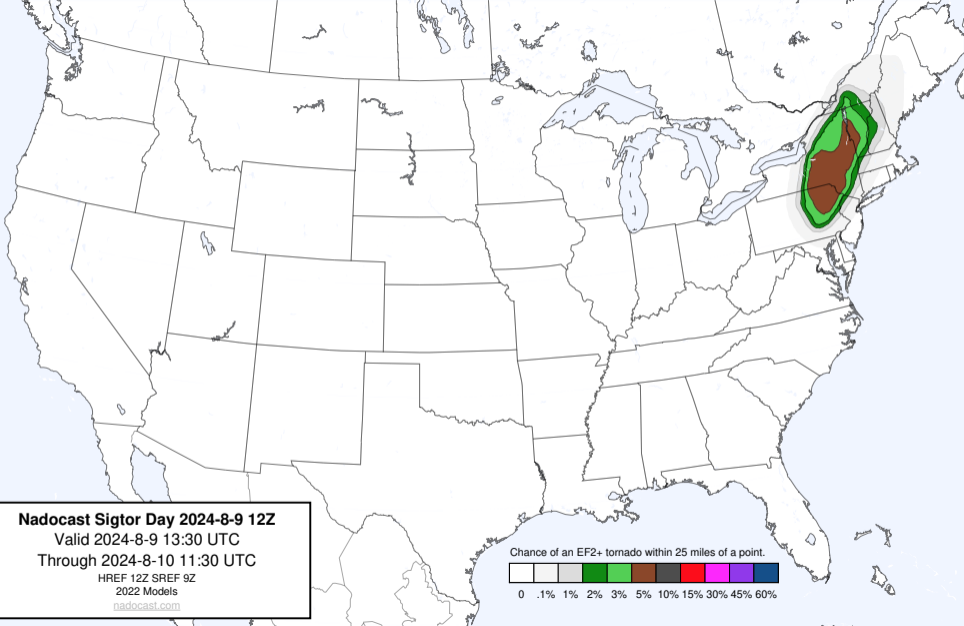 Nadocast Sigtor Day 2024-8-9 12Z
Valid 2024-8-9 13:30 UTC
Through 2024-8-10 11:30 UTC
HREF 12Z SREF 9Z
2022 Models
nadocast.com
Chance of an EF2+ tornado within 25 miles of a point.
0 .1% 1% 2% 3% 5% 10% 15% 30% 45% 60%